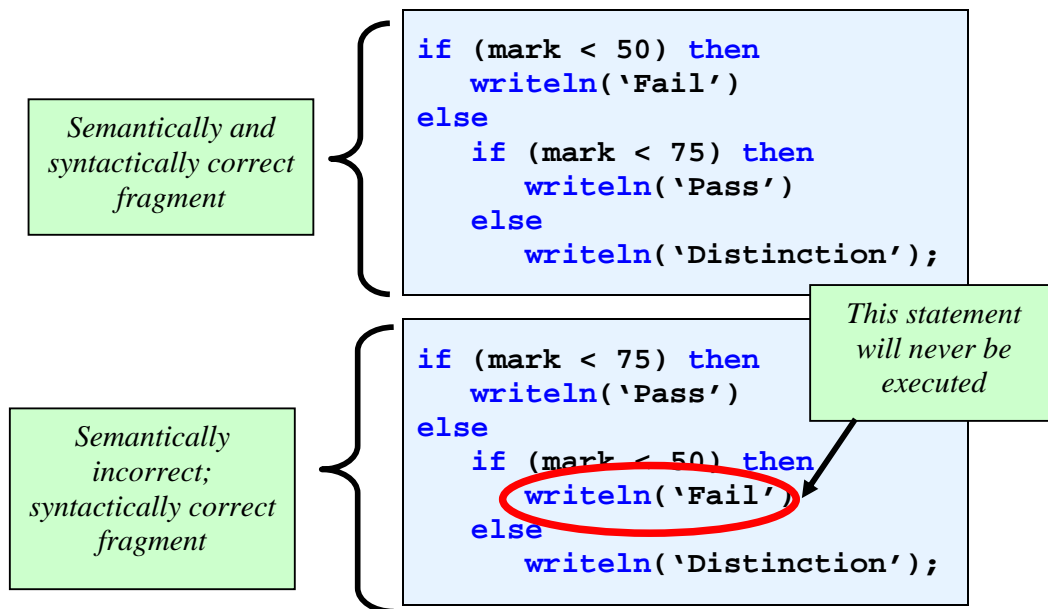 Semantically and
syntactically correct
fragment
if (mark < 50) then
writeln(‘Fail’)
else
if (mark < 75) then
writeln(‘Pass’)
else
writeln(‘Distinction’);
Semantically
incorrect;
syntactically correct
fragment
if (mark < 75) then
writeln(‘Pass’)
else
if (mark < 50) then
writeln(‘Fail’)
else
writeln(‘Distinction’);
This statement
will never be
executed